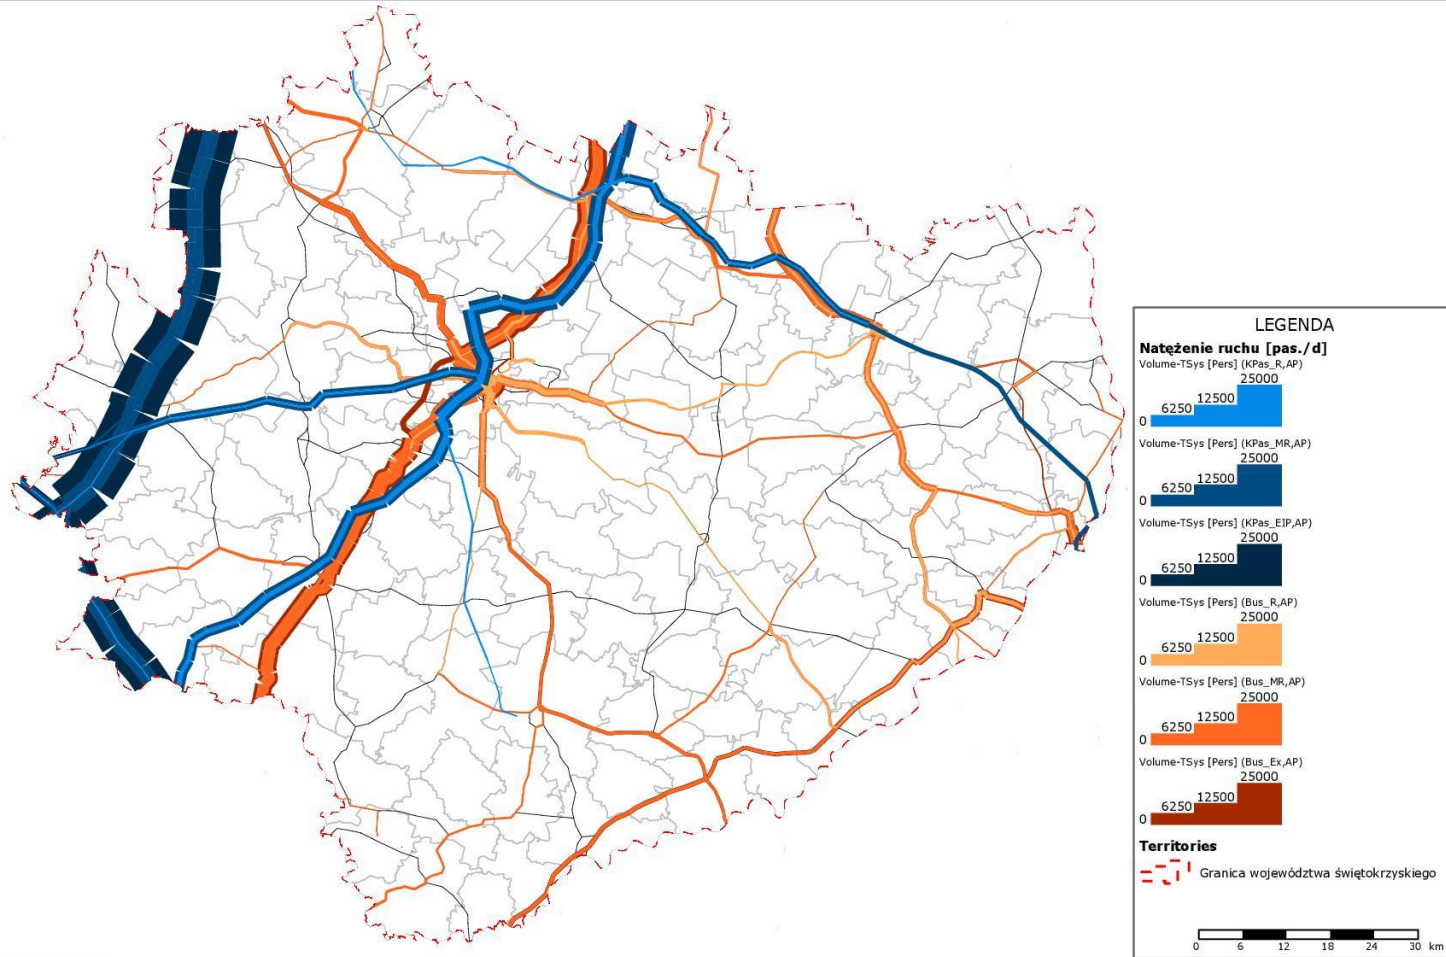 LEGENDA
Natężenie ruchu [pas./d]
Volume-TSys [Pers] (KPas_R,AP)
25000
12500
6250
0
Volume-TSys [Pers] (KPas_MR,AP)
25000
12500
6250
0
Volume-TSys [Pers] (KPas_EIP,AP)
25000
12500
6250
0
Volume-TSys [Pers] (Bus_R,AP)
25000
12500
6250
0
Volume-TSys [Pers] (Bus_MR,AP)
25000
12500
6250
0
Volume-TSys [Pers] (Bus_Ex,AP)
25000
12500
6250
0
Territories
Granica województwa świętokrzyskiego
0 6 12 18 24 30 km